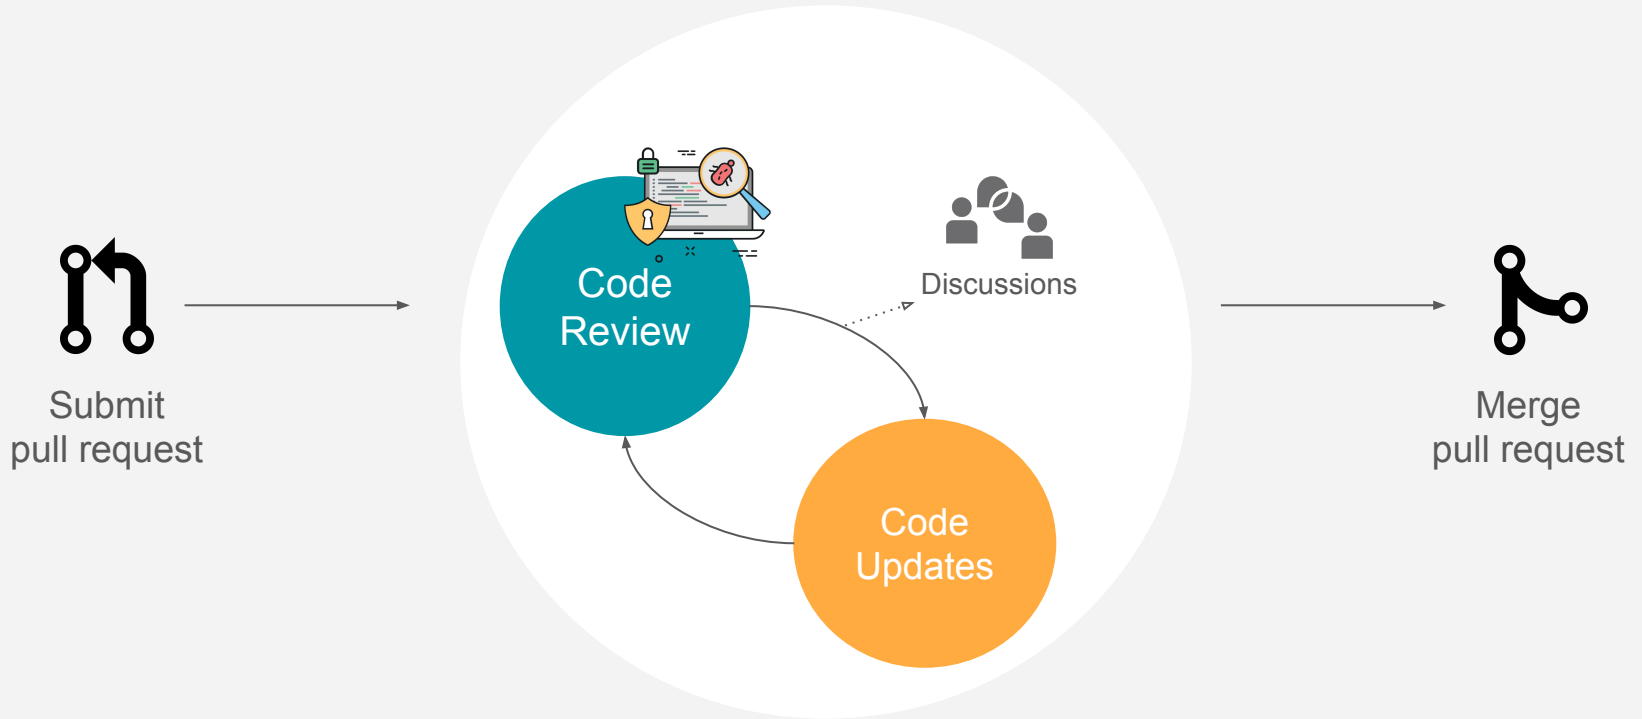 Submit
pull request
Code
Review
Discussions
Code
Updates
Merge
pull request